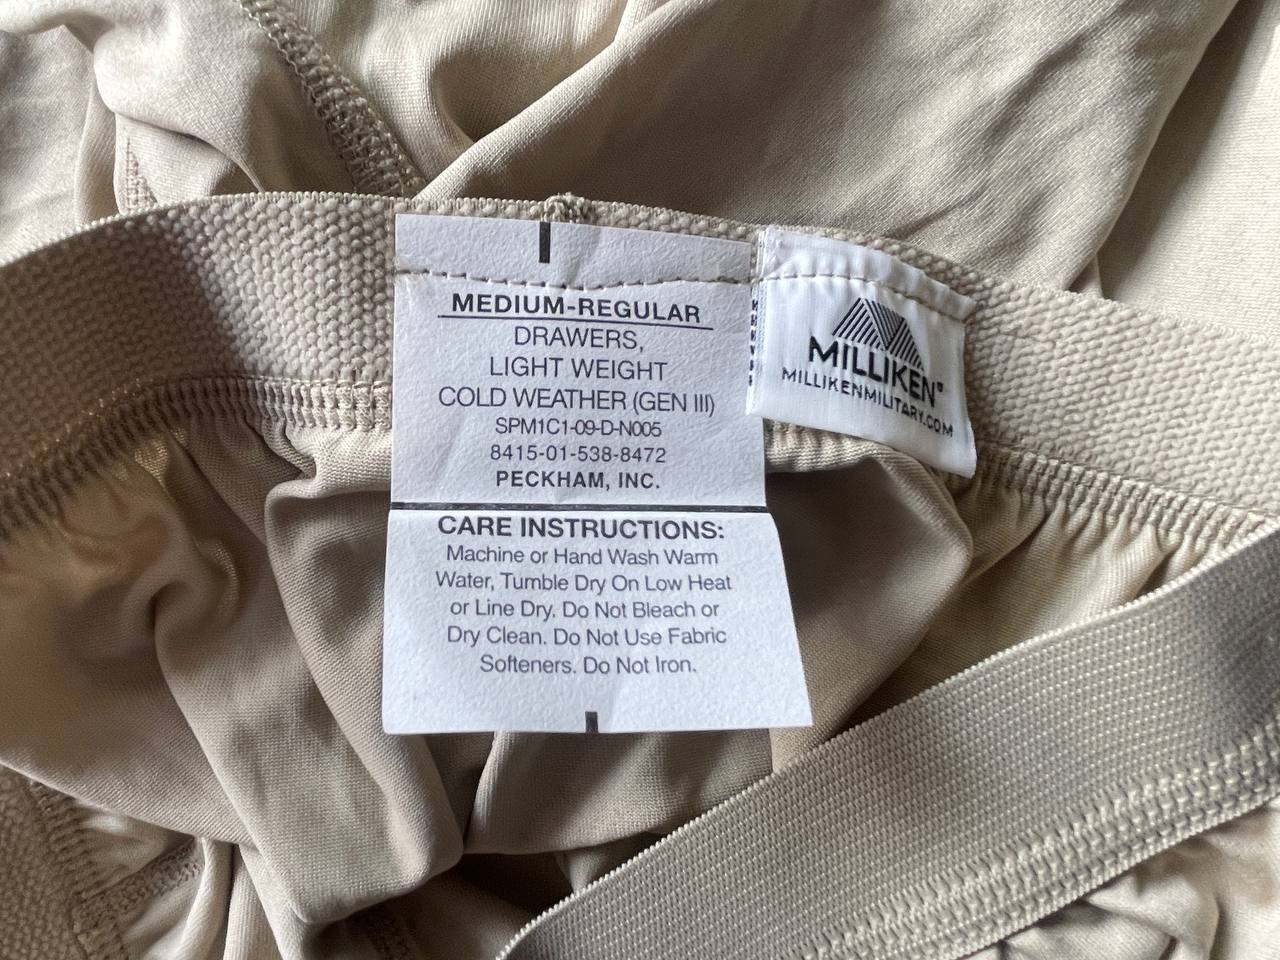 MEDIUM-REGULAR
DRAWERS,
LIGHT WEIGHT
COLD WEATHER (GEN III)
SPM1C1-09-D-N005
8415-01-538-8472
PECKHAM, INC.
CARE INSTRUCTIONS:
Machine or Hand Wash Warm
Water, Tumble Dry On Low Heat
or Line Dry. Do Not Bleach or
Dry Clean. Do Not Use Fabric
Softeners. Do Not Iron.
MILLIKEN®
MILLIKENMILITARY.COM